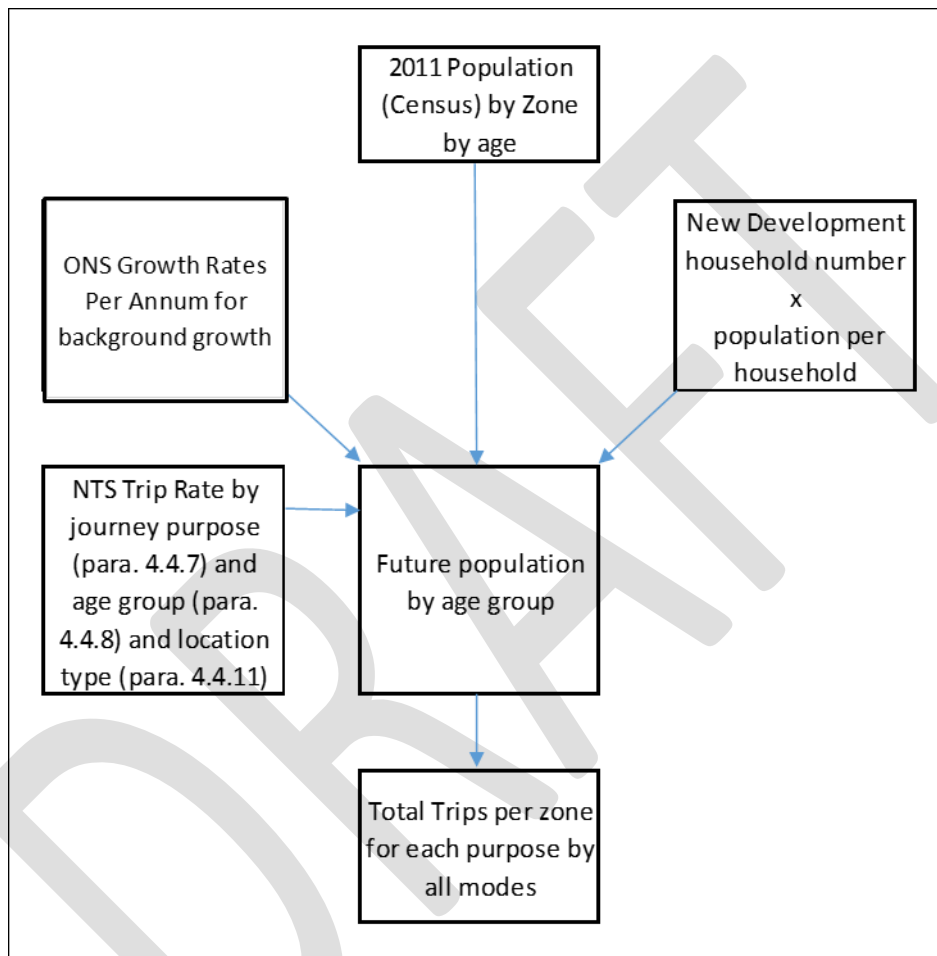 2011 Population
(Census) by Zone
by age
ONS Growth Rates
Per Annum for
background growth
New Development
household number
x
population per
household
NTS Trip Rate by
journey purpose
(para. 4.4.7) and
age group (para.
4.4.8) and location
type (para. 4.4.11)
Future population
by age group
Total Trips per zone
for each purpose by
all modes
DRAFT